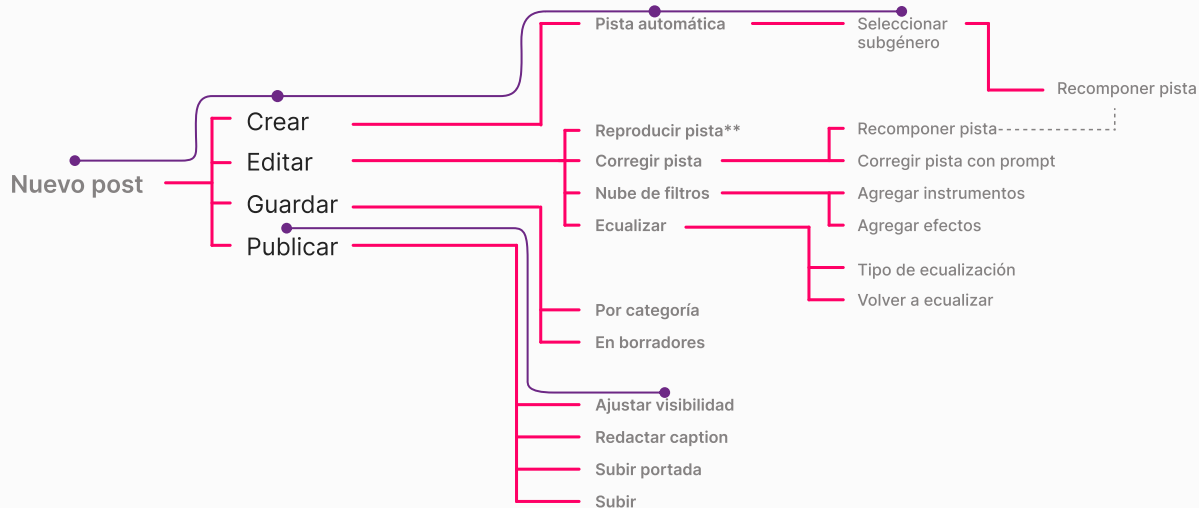 Nuevo post
Crear
Editar
Guardar
Publicar
Pista automática
Seleccionar
subgénero
Recomponer pista
Reproducir pista**
Corregir pista
Nube de filtros
Ecualizar
Recomponer pista
Corregir pista con prompt
Agregar instrumentos
Agregar efectos
Tipo de ecualización
Volver a ecualizar
Por categoría
En borradores
Ajustar visibilidad
Redactar caption
Subir portada
Subir